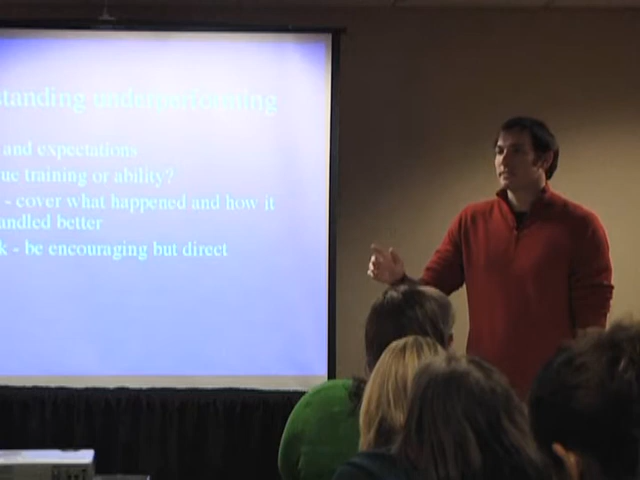 standing underperforming
and expectations
ue training or ability?
- cover what happened and how it
andled better
k - be encouraging but direct